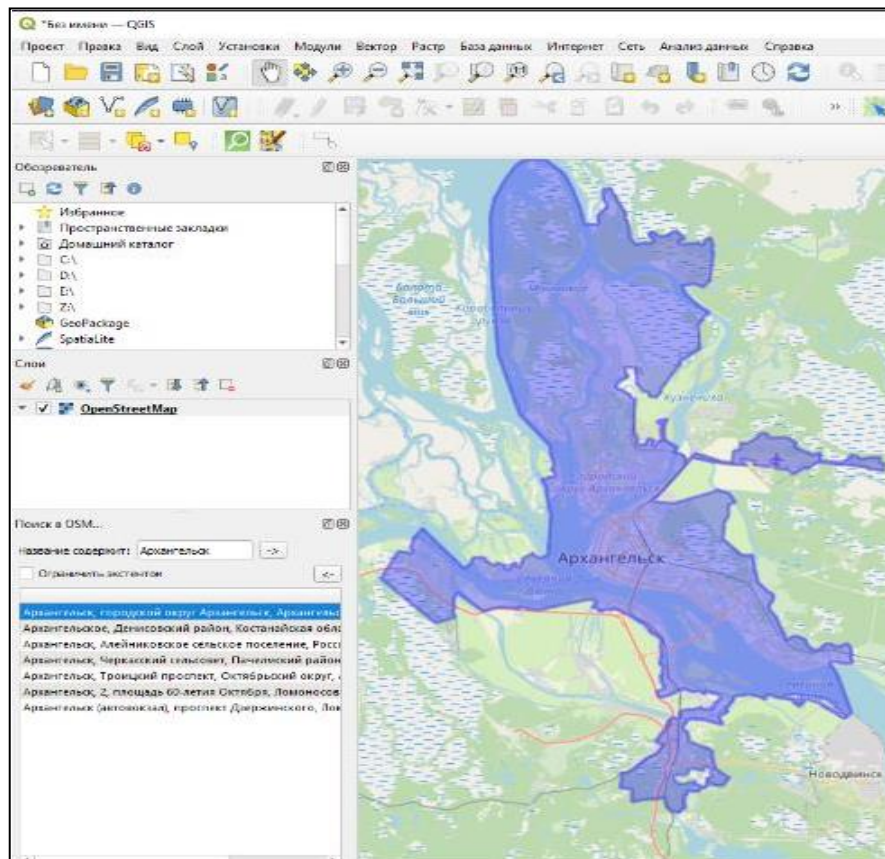 *Без имени — QGIS
Проект Правка Вид Слой Установки Модули Вектор Растр База данных Интернет Сеть Анализ данных Справка
Обозреватель
Избранное
Пространственные закладки
Домашний каталог
C:\
D:\
E:\
Z:\
GeoPackage
SpatiaLite
Слои
OpenStreetMap
Поиск в OSM...
Название содержит: Архангельск ->
Ограничить экстентом <-
Архангельск, городской округ Архангельск, Архангельс
Архангельское, Денисовский район, Костанайская обла
Архангельск, Алейниковское сельское поселение, Росс
Архангельск, Черкасский сельсовет, Пачелмский район
Архангельск, Троицкий проспект, Октябрьский округ,
Архангельск, 2, площадь 60-летия Октября, Ломоносов
Архангельск (автовокзал), проспект Дзержинского, Лом
Болото Большой
Кузнечиха
Архангельск
Новодвинск